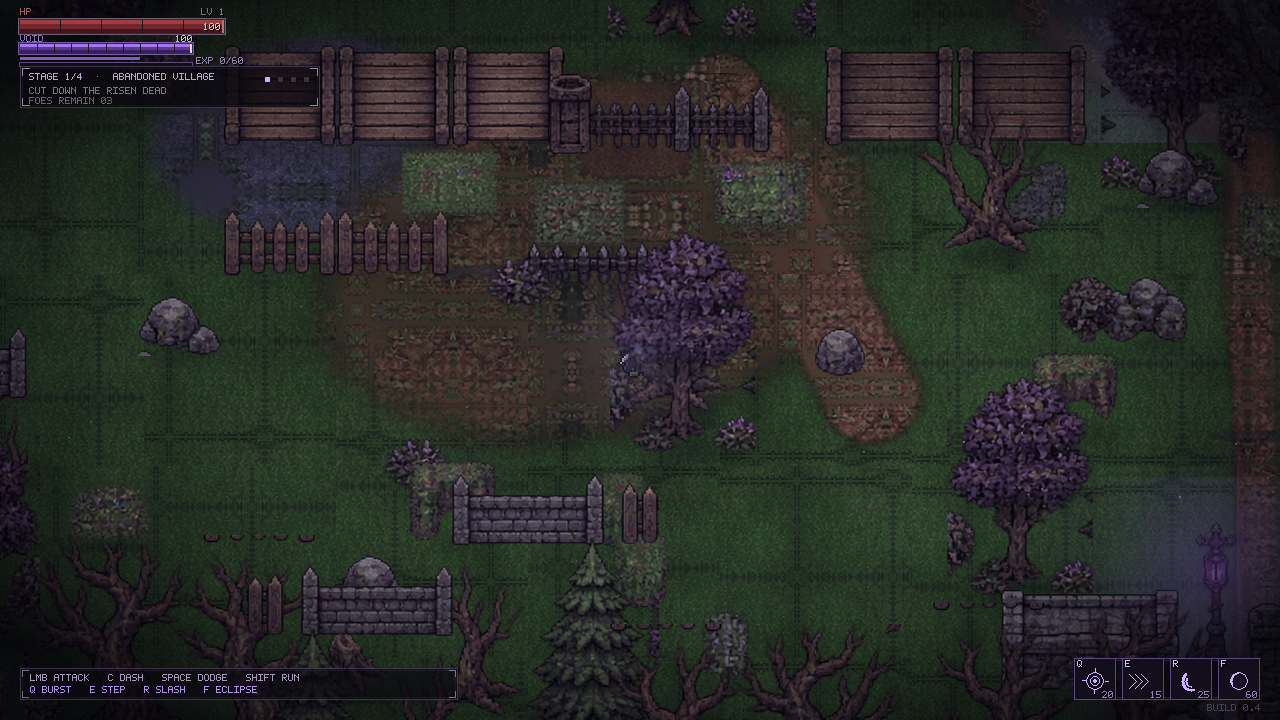 HP LV 1
100
VOID 100
EXP 0/60
STAGE 1/4 · ABANDONED VILLAGE
CUT DOWN THE RISEN DEAD
FOES REMAIN 03
LMB ATTACK C DASH SPACE DODGE SHIFT RUN
Q BURST E STEP R SLASH F ECLIPSE
Q E R F
20 15 25 60
BUILD 0.4